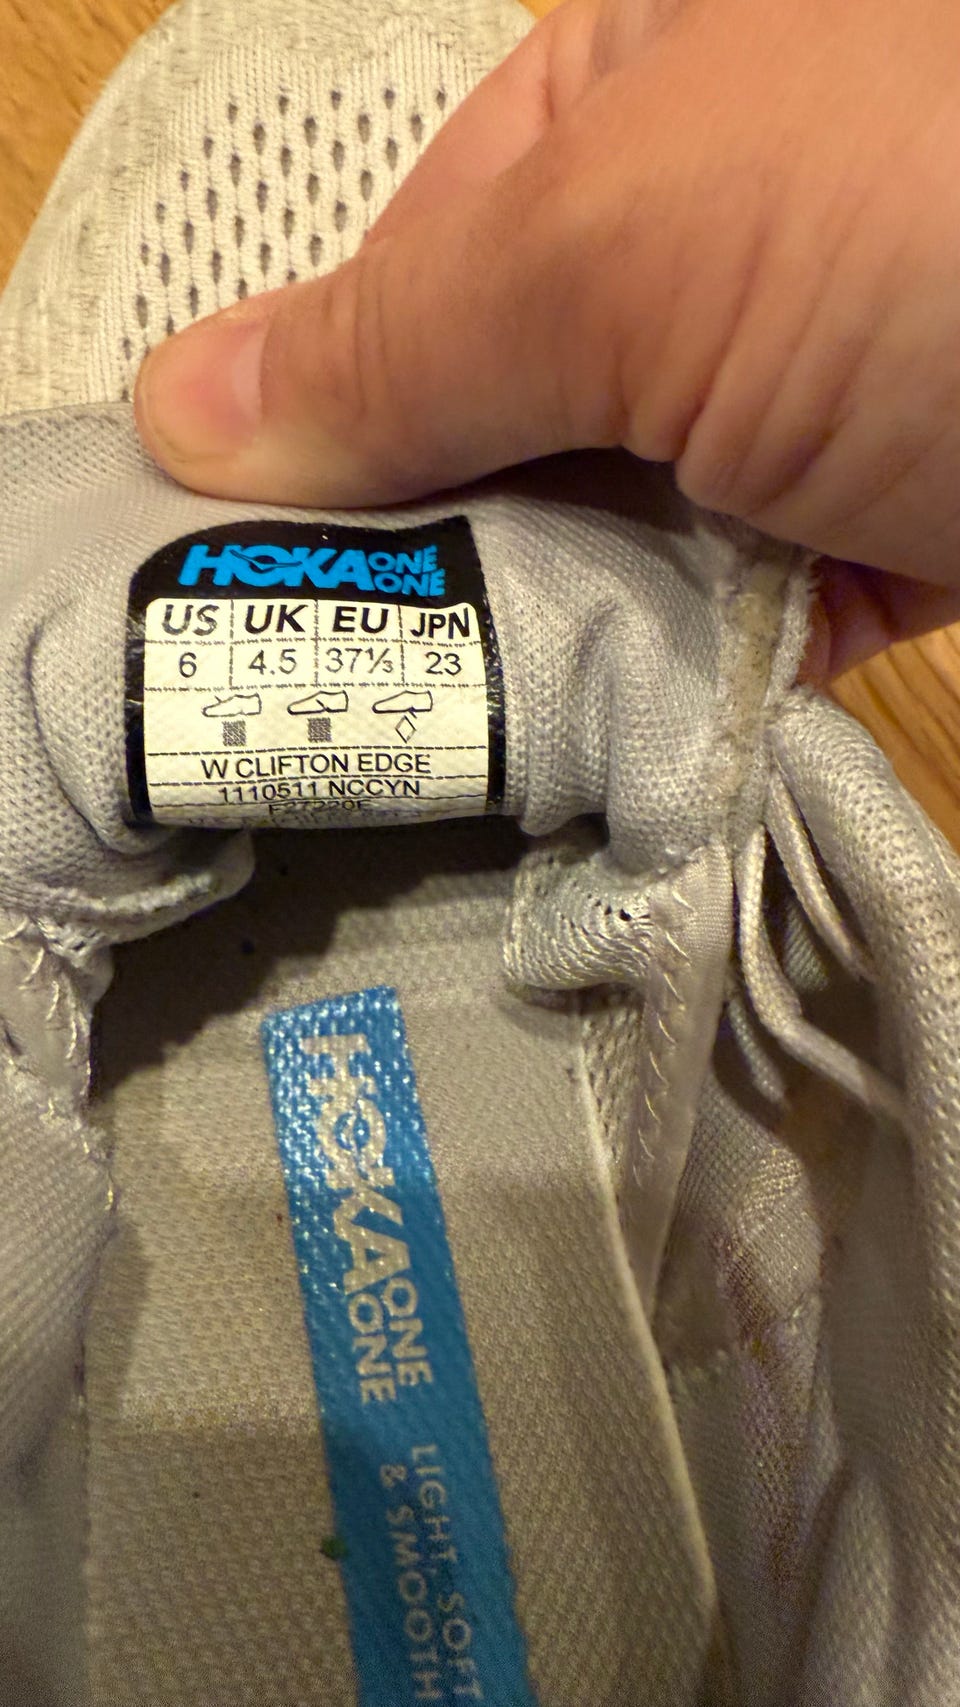 HOKA ONE ONE
US UK EU JPN
6 4.5 37⅓ 23
W CLIFTON EDGE
1110511 NCCYN
F27220F
HOKA ONE ONE
LIGHT SOFT
& SMOOTH